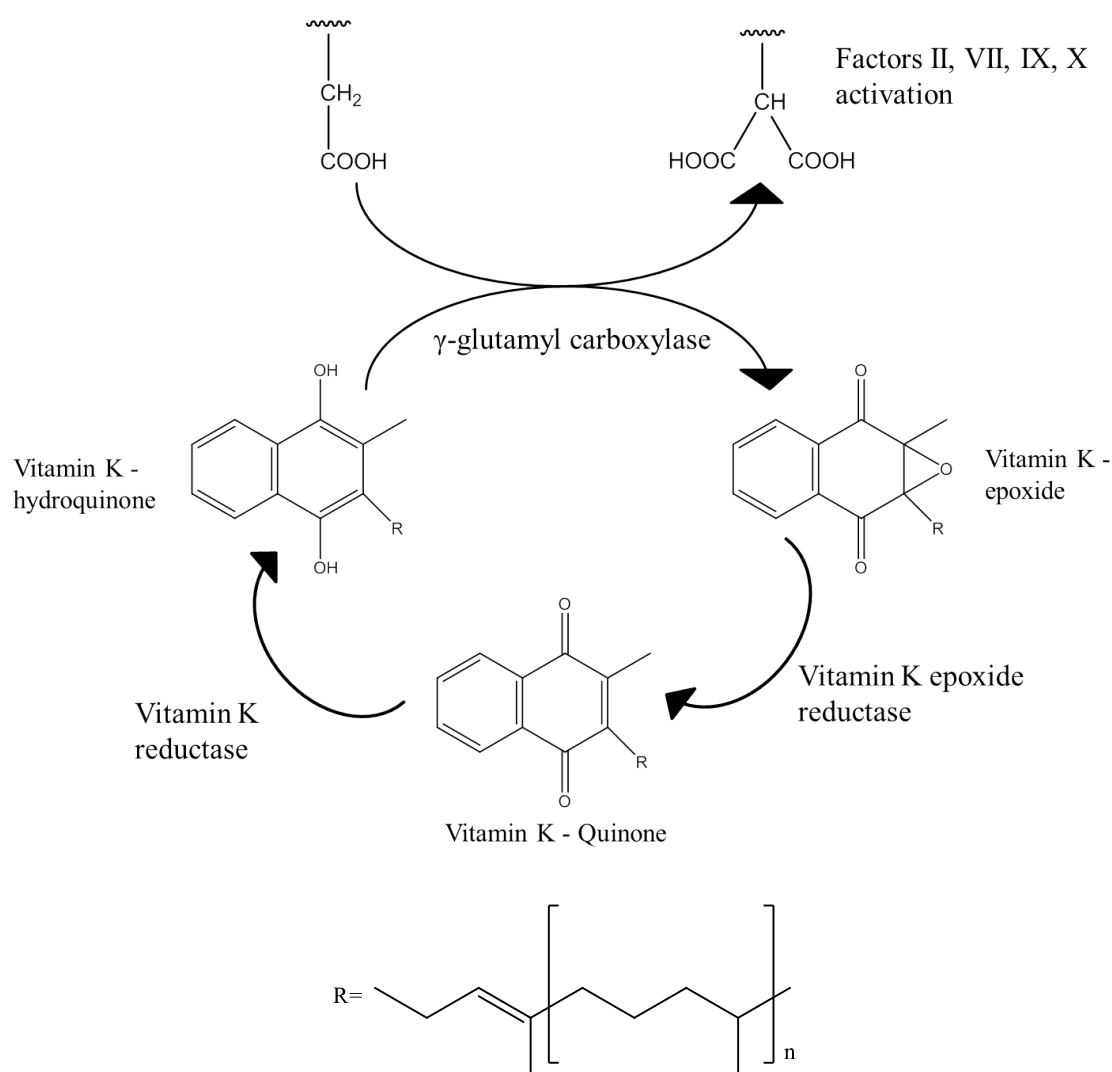 CH2
COOH
CH
HOOC
COOH
Factors II, VII, IX, X
activation
γ-glutamyl carboxylase
OH
R
OH
Vitamin K -
hydroquinone
O
O
R
O
Vitamin K -
epoxide
Vitamin K
reductase
O
R
O
Vitamin K epoxide
reductase
Vitamin K - Quinone
R=
n